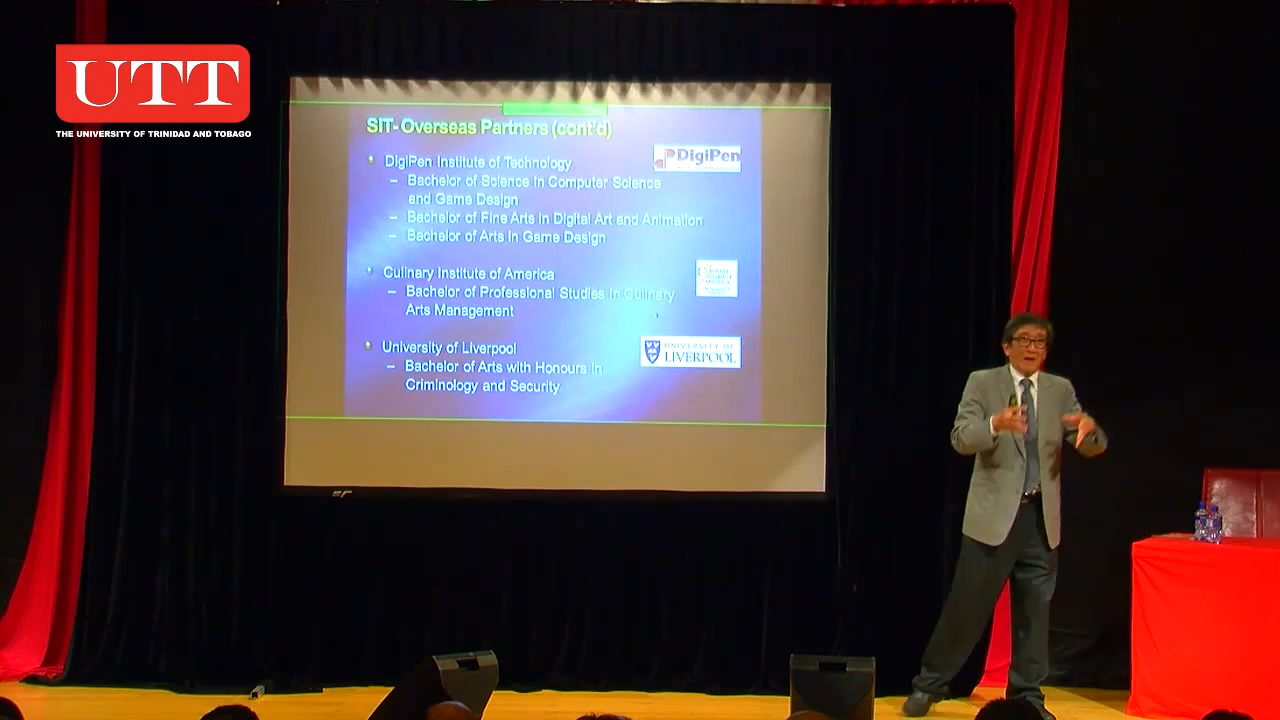 UTT
THE UNIVERSITY OF TRINIDAD AND TOBAGO
SIT- Overseas Partners (cont'd)
DigiPen Institute of Technology
DigiPen
– Bachelor of Science in Computer Science
and Game Design
– Bachelor of Fine Arts in Digital Art and Animation
– Bachelor of Arts in Game Design
Culinary Institute of America
– Bachelor of Professional Studies in Culinary
Arts Management
University of Liverpool
UNIVERSITY OF
LIVERPOOL
– Bachelor of Arts with Honours in
Criminology and Security